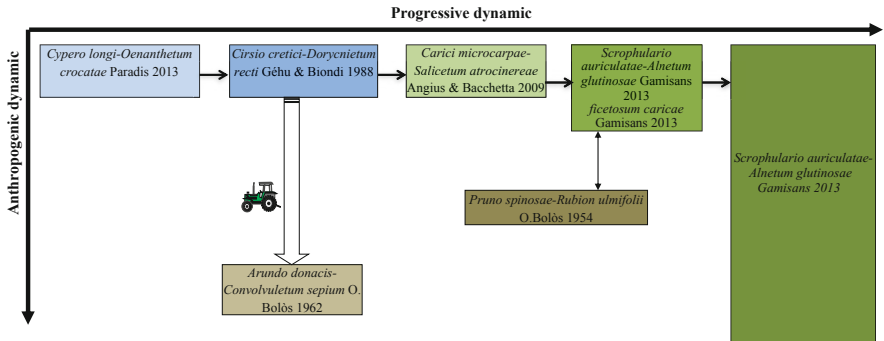 Progressive dynamic
Anthropogenic dynamic
Cypero longi-Oenanthetum
crocatae Paradis 2013
Cirsio cretici-Dorycnietum
recti Géhu & Biondi 1988
Carici microcarpae-
Salicetum atrocinereae
Angius & Bacchetta 2009
Scrophulario
auriculatae-Alnetum
glutinosae Gamisans
2013
ficetosum caricae
Gamisans 2013
Scrophulario auriculatae-
Alnetum glutinosae
Gamisans 2013
Pruno spinosae-Rubion ulmifolii
O.Bolòs 1954
Arundo donacis-
Convolvuletum sepium O.
Bolòs 1962